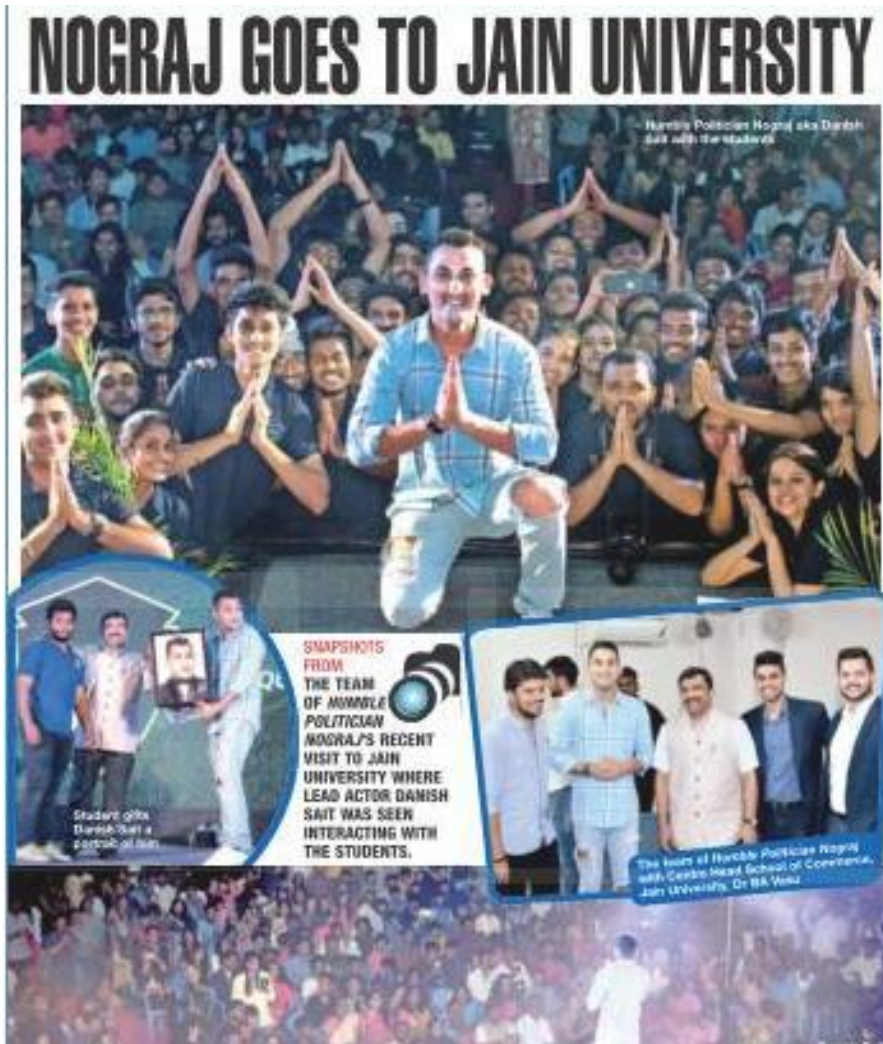 NOGRAJ GOES TO JAIN UNIVERSITY
Humble Politician Nograj aka Danish
Sait with the students
SNAPSHOTS
FROM
THE TEAM
OF HUMBLE
POLITICIAN
NOGRAJ'S RECENT
VISIT TO JAIN
UNIVERSITY WHERE
LEAD ACTOR DANISH
SAIT WAS SEEN
INTERACTING WITH
THE STUDENTS.
Student gifts
Danish Sait a
portrait of him
The team of Humble Politician Nograj
with Centre Head School of Commerce,
Jain University, Dr BA Vasu